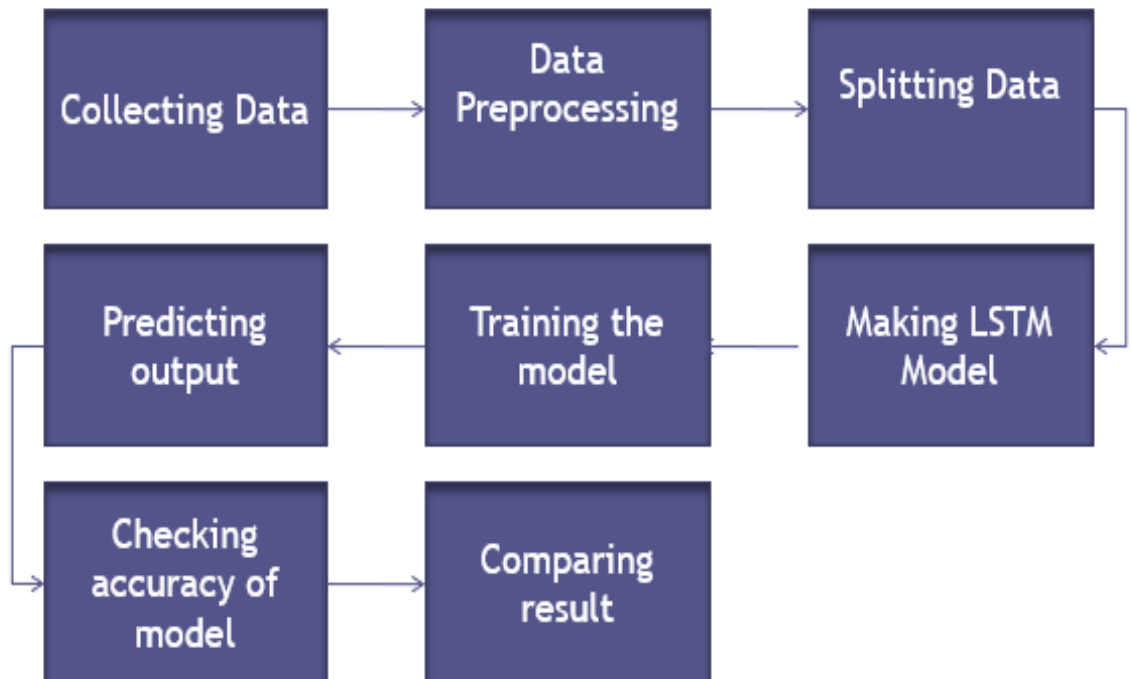 Collecting Data
Data
Preprocessing
Splitting Data
Making LSTM
Model
Training the
model
Predicting
output
Checking
accuracy of
model
Comparing
result